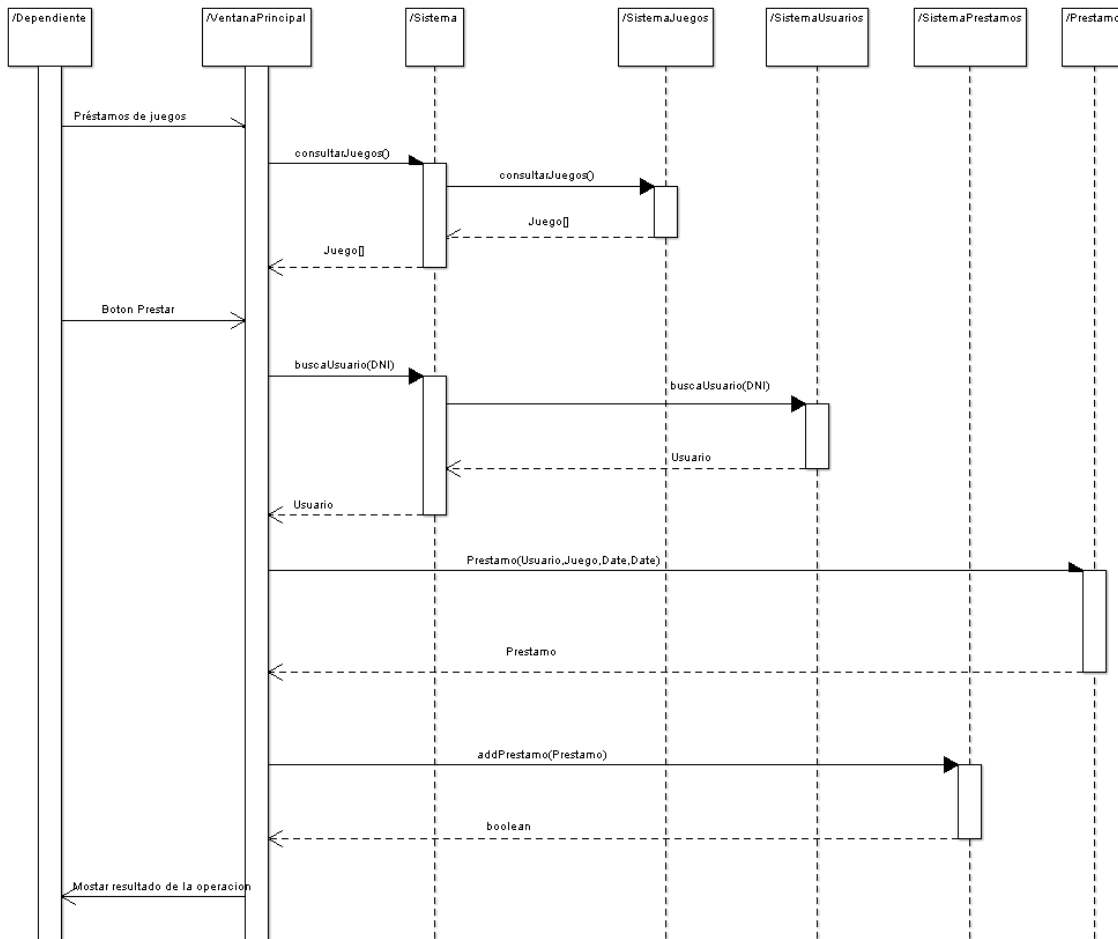 /Dependiente
/VentanaPrincipal
/Sistema
/SistemaJuegos
/SistemaUsuarios
/SistemaPrestamos
/Prestamo
Préstamos de juegos
consultarJuegos()
consultarJuegos()
Juego[]
Juego[]
Boton Prestar
buscaUsuario(DNI)
buscaUsuario(DNI)
Usuario
Usuario
Prestamo(Usuario,Juego,Date,Date)
Prestamo
addPrestamo(Prestamo)
boolean
Mostar resultado de la operacion